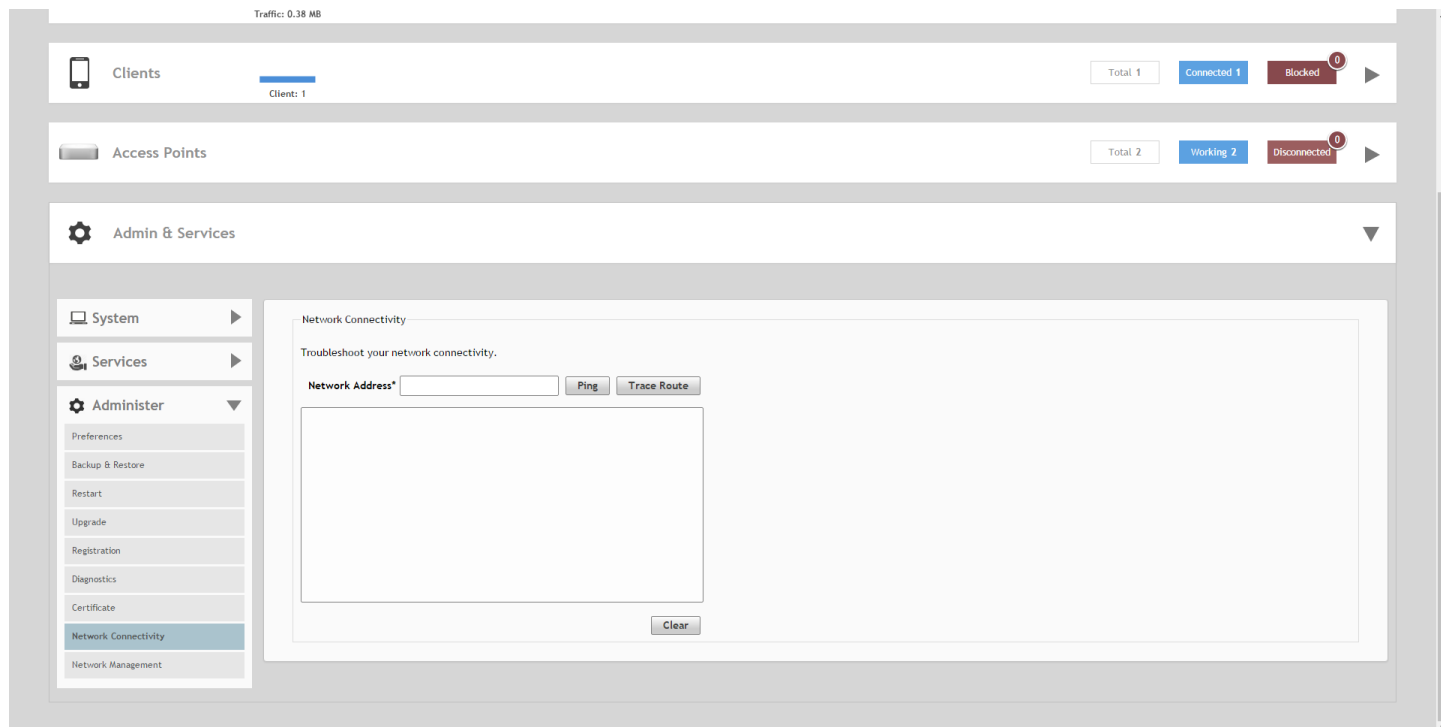 Traffic: 0.38 MB
Clients
Client: 1
Total 1
Connected 1
Blocked
0
Access Points
Total 2
Working 2
Disconnected
0
Admin & Services
System
Services
Administer
Preferences
Backup & Restore
Restart
Upgrade
Registration
Diagnostics
Certificate
Network Connectivity
Network Management
Network Connectivity
Troubleshoot your network connectivity.
Network Address* Ping Trace Route
Clear